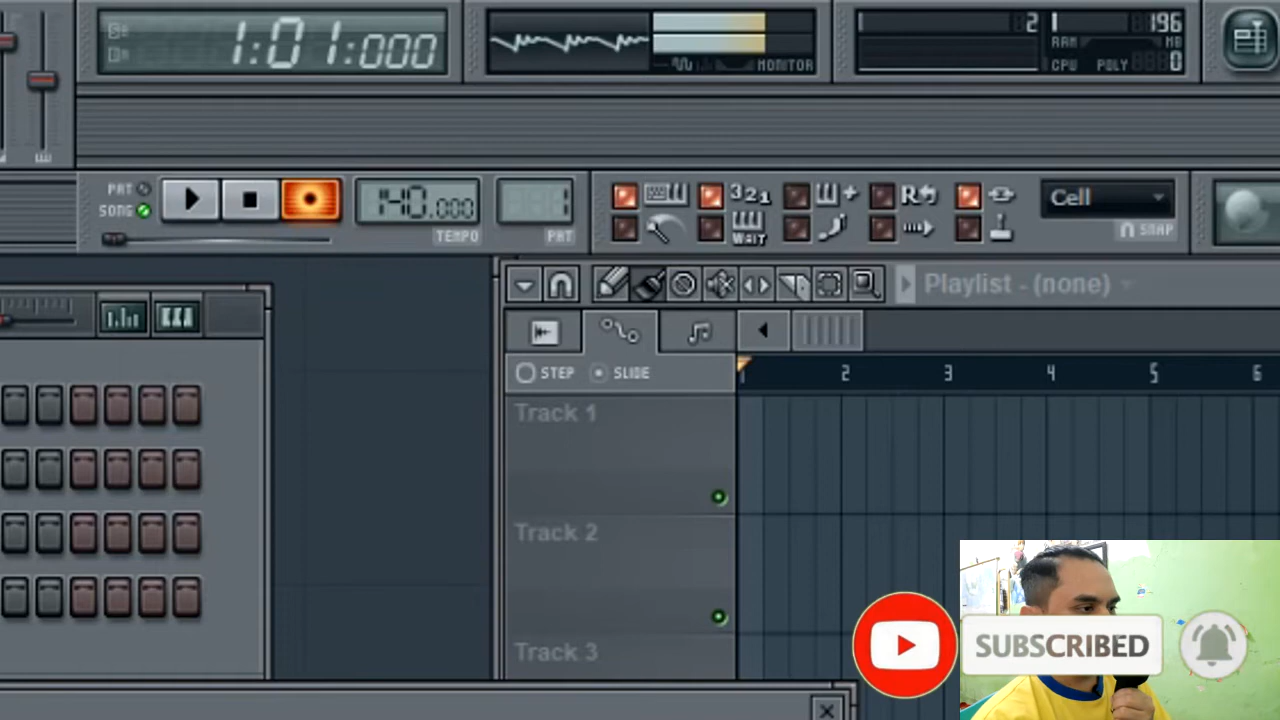 1:01:000
MONITOR
2
196
RAM
MB
CPU
POLY
0
PAT
SONG
140.000
TEMPO
1
PAT
321
WAIT
R
Cell
SNAP
Playlist - (none)
STEP
SLIDE
1
2
3
4
5
6
Track 1
Track 2
Track 3
SUBSCRIBED